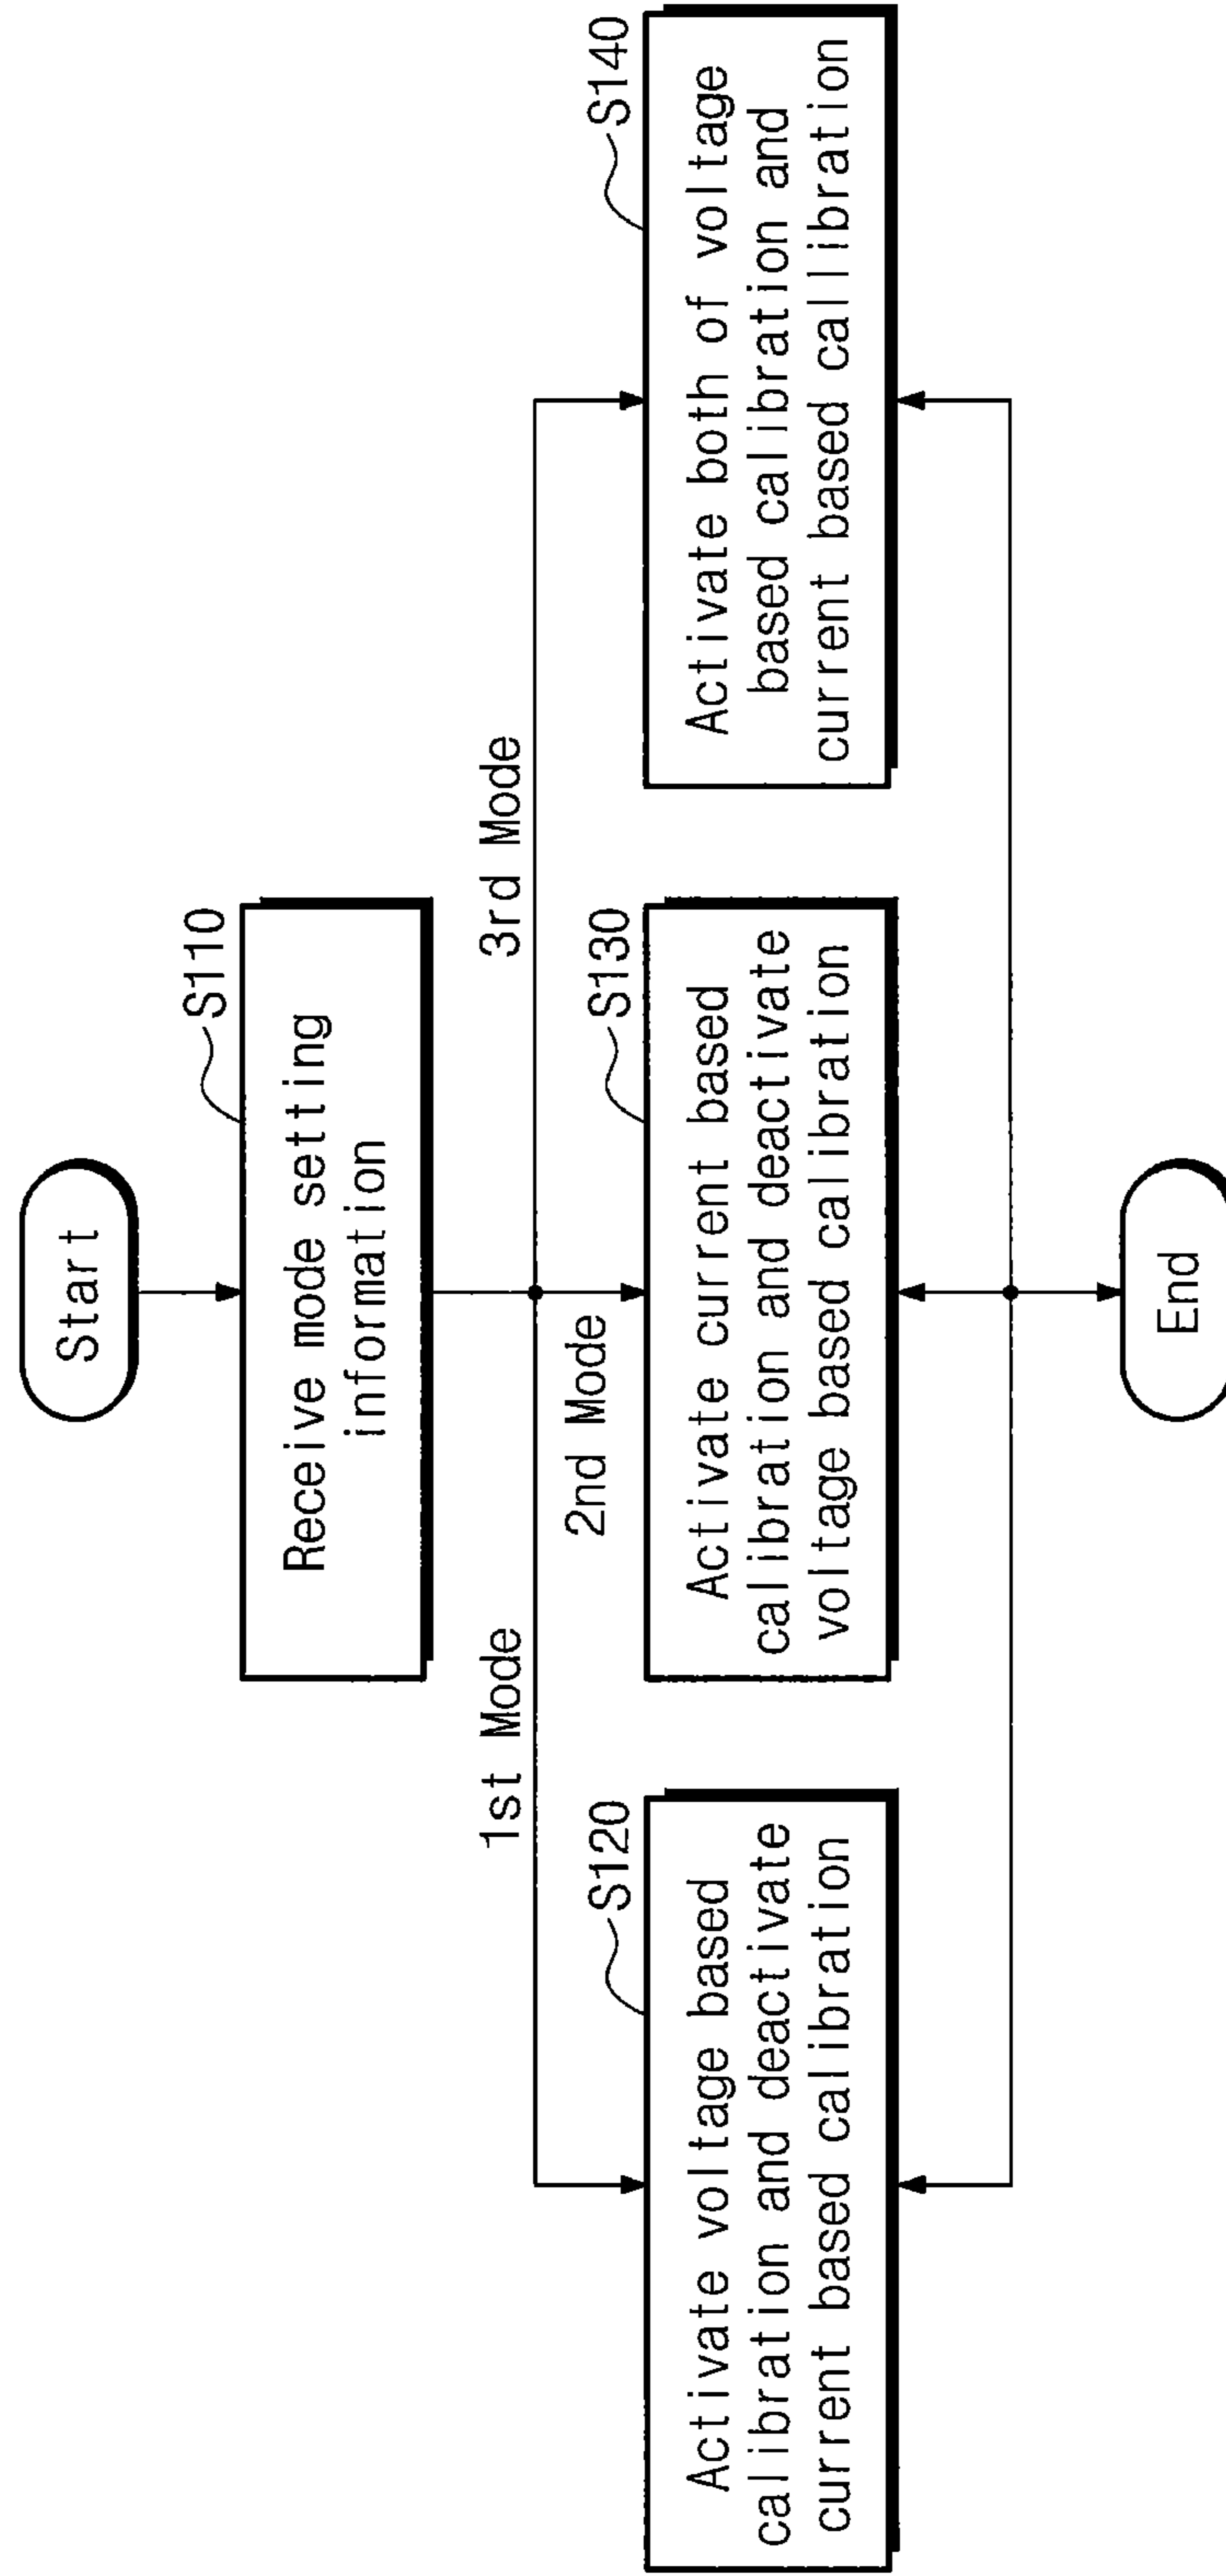 Start
S110
Receive mode setting
information
1st Mode
2nd Mode
3rd Mode
S120
Activate voltage based
calibration and deactivate
current based calibration
S130
Activate current based
calibration and deactivate
voltage based calibration
S140
Activate both of voltage
based calibration and
current based callibration
End